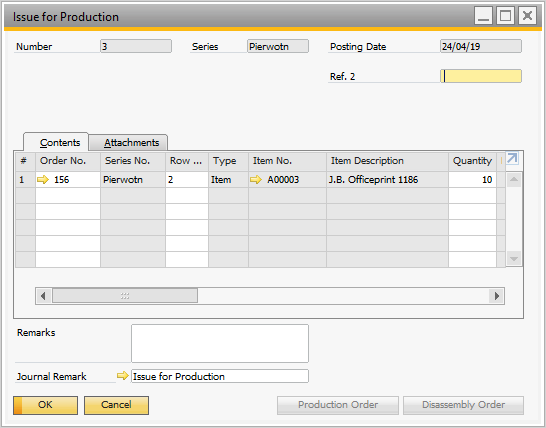 Issue for Production
Number 3 Series Pierwotn Posting Date 24/04/19
Ref. 2
Contents Attachments
# Order No. Series No. Row ... Type Item No. Item Description Quantity
1 156 Pierwotn 2 Item A00003 J.B. Officeprint 1186 10
Remarks
Journal Remark Issue for Production
OK Cancel Production Order Disassembly Order